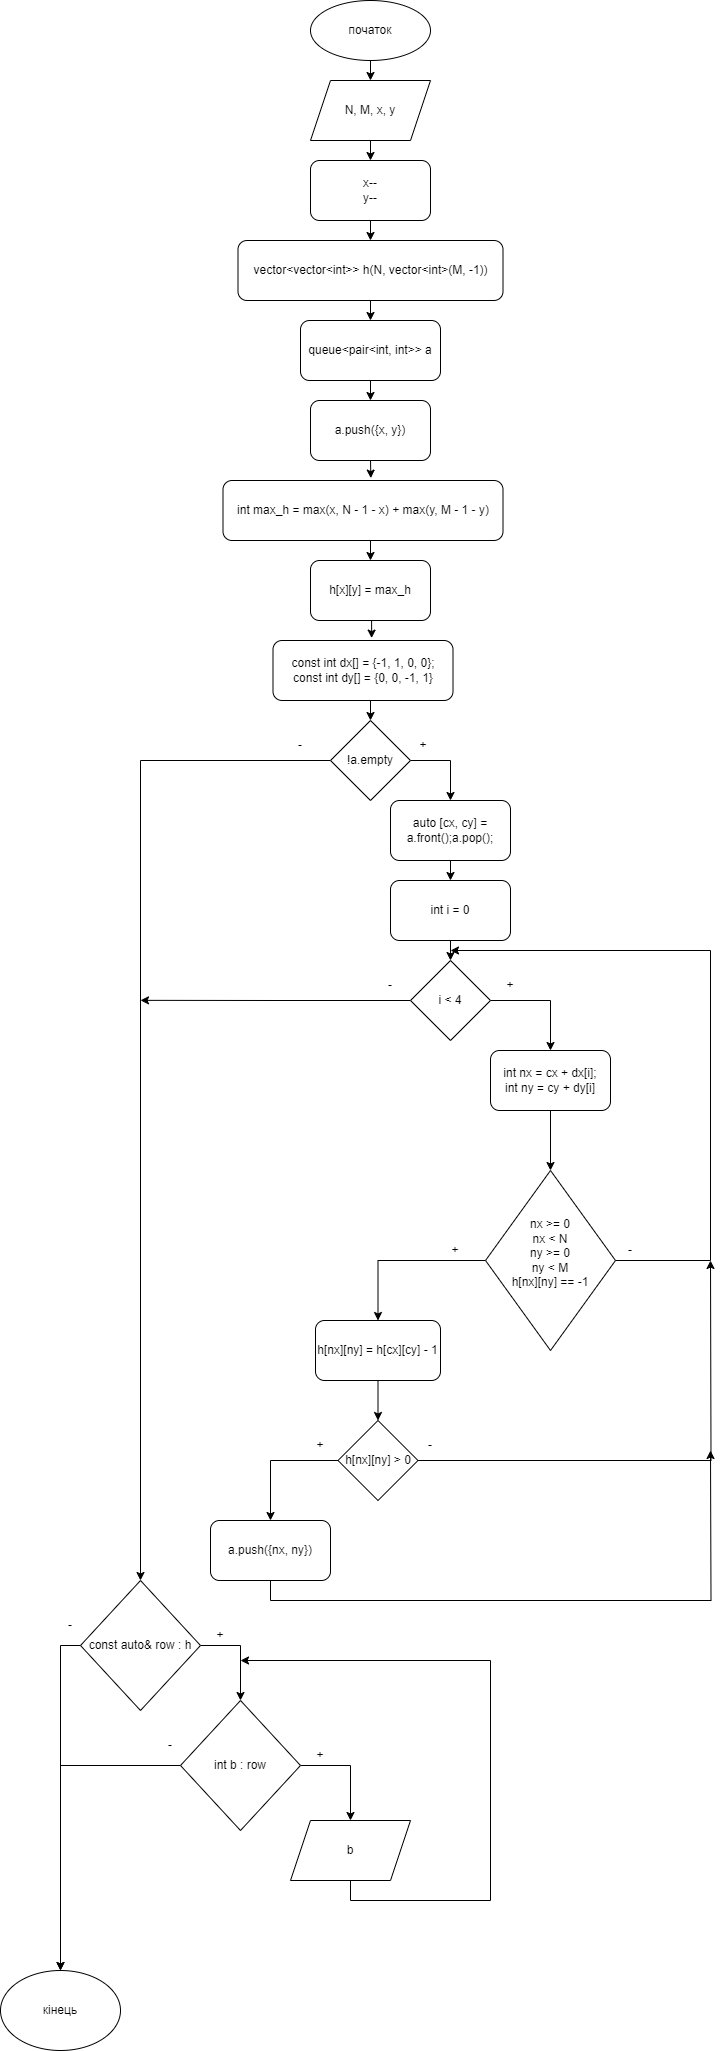 початок
N, M, x, y
x--
y--
vector<vector<int>> h(N, vector<int>(M, -1))
queue<pair<int, int>> a
a.push({x, y})
int max_h = max(x, N - 1 - x) + max(y, M - 1 - y)
h[x][y] = max_h
const int dx[] = {-1, 1, 0, 0};
const int dy[] = {0, 0, -1, 1}
-
+
!a.empty
auto [cx, cy] =
a.front();a.pop();
int i = 0
-
+
i < 4
int nx = cx + dx[i];
int ny = cy + dy[i]
nx >= 0
nx < N
ny >= 0
ny < M
h[nx][ny] == -1
+
-
h[nx][ny] = h[cx][cy] - 1
+
-
h[nx][ny] > 0
a.push({nx, ny})
-
+
const auto& row : h
-
+
int b : row
b
кінець